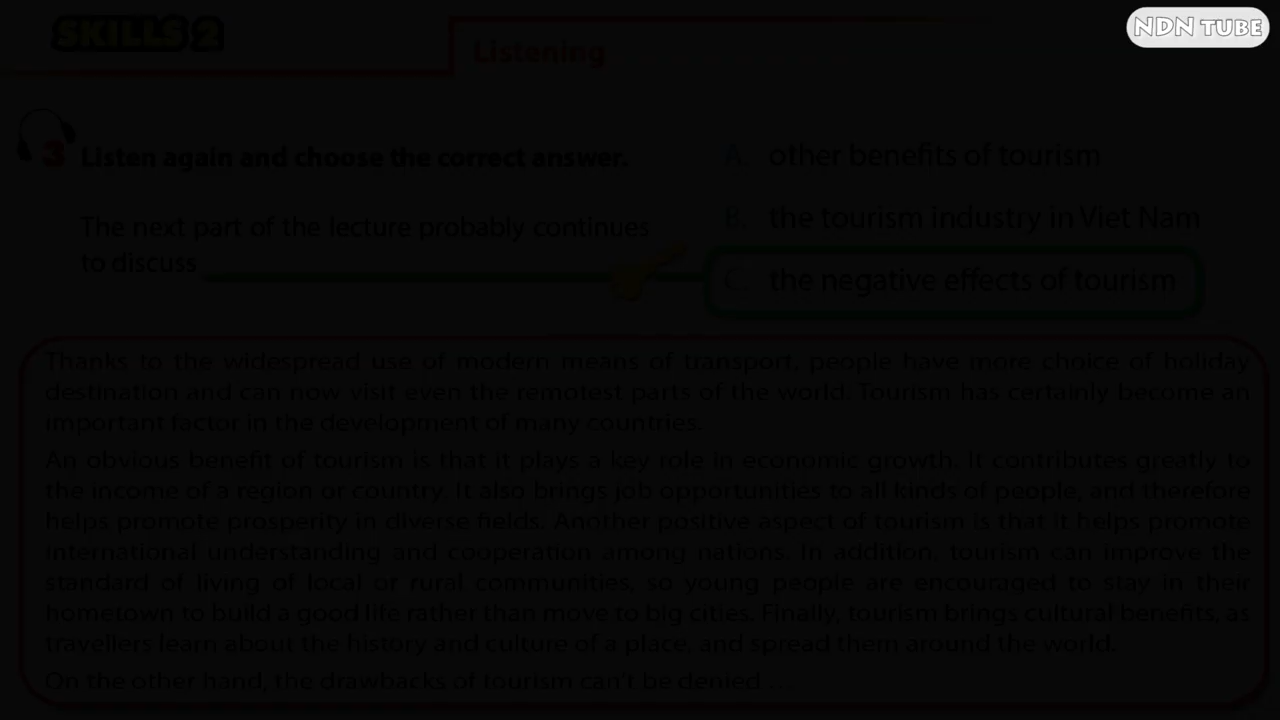 SKILLS 2
NDN TUBE
Listening
3 Listen again and choose the correct answer.
The next part of the lecture probably continues
to discuss
A. other benefits of tourism
B. the tourism industry in Viet Nam
C. the negative effects of tourism
Thanks to the widespread use of modern means of transport, people have more choice of holiday
destination and can now visit even the remotest parts of the world. Tourism has certainly become an
important factor in the development of many countries.
An obvious benefit of tourism is that it plays a key role in economic growth. It contributes greatly to
the income of a region or country. It also brings job opportunities to all kinds of people, and therefore
helps promote prosperity in diverse fields. Another positive aspect of tourism is that it helps promote
international understanding and cooperation among nations. In addition, tourism can improve the
standard of living of local or rural communities, so young people are encouraged to stay in their
hometown to build a good life rather than move to big cities. Finally, tourism brings cultural benefits, as
travellers learn about the history and culture of a place, and spread them around the world.
On the other hand, the drawbacks of tourism can't be denied ...